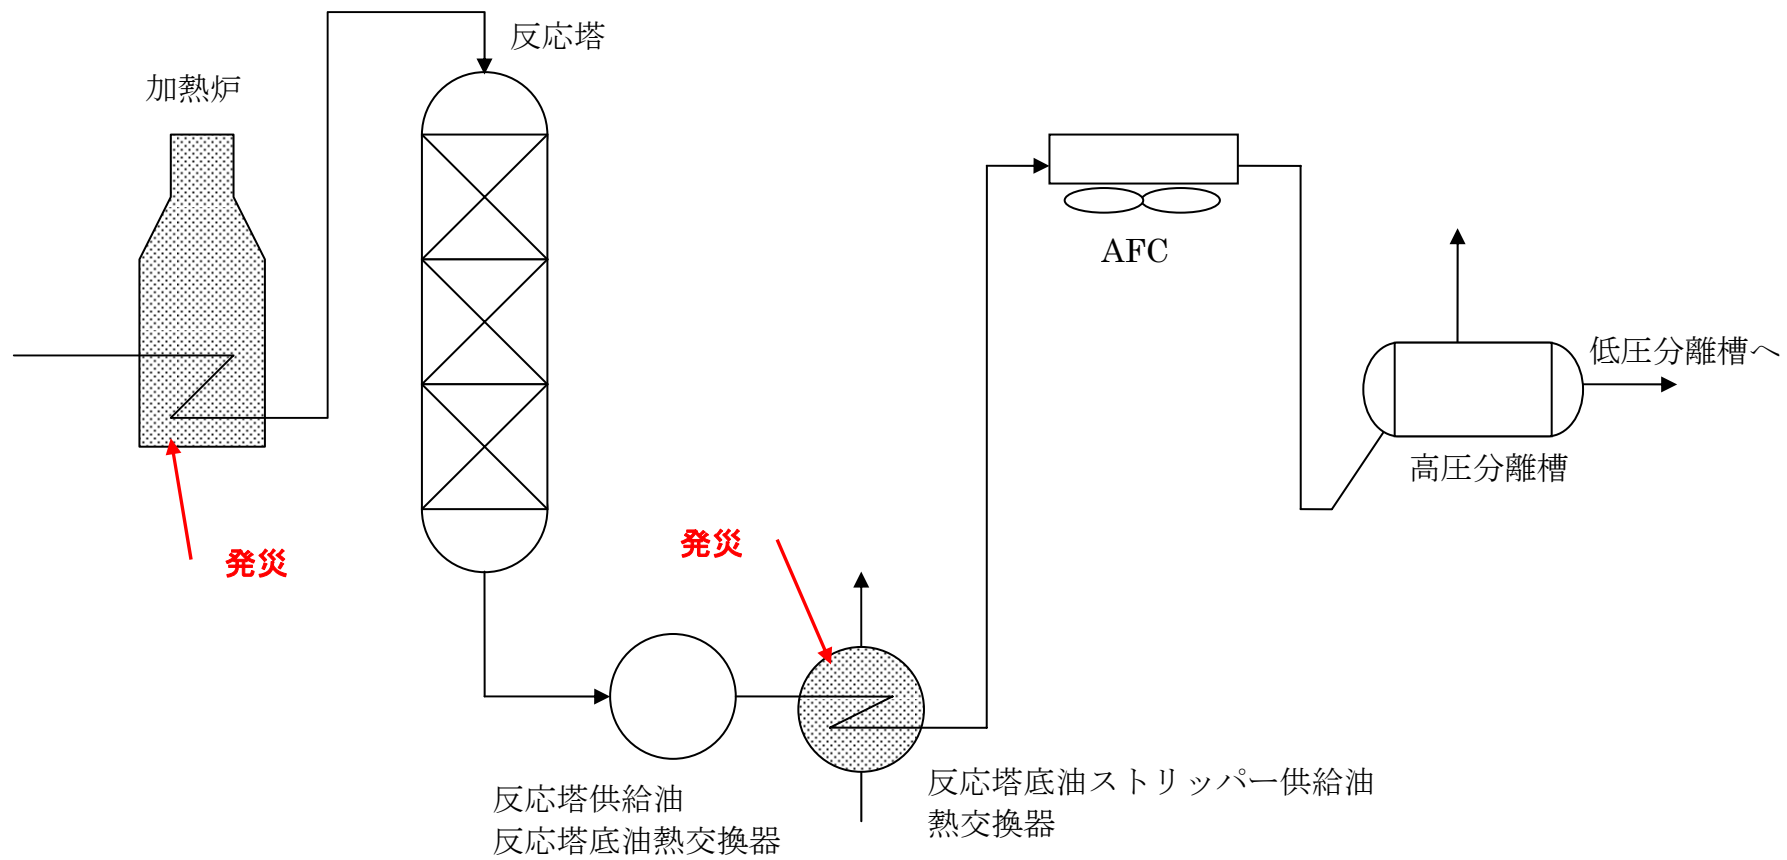 反応塔
加熱炉
AFC
低圧分離槽へ
高圧分離槽
発災
発災
反応塔供給油
反応塔底油熱交換器
反応塔底油ストリッパー供給油
熱交換器